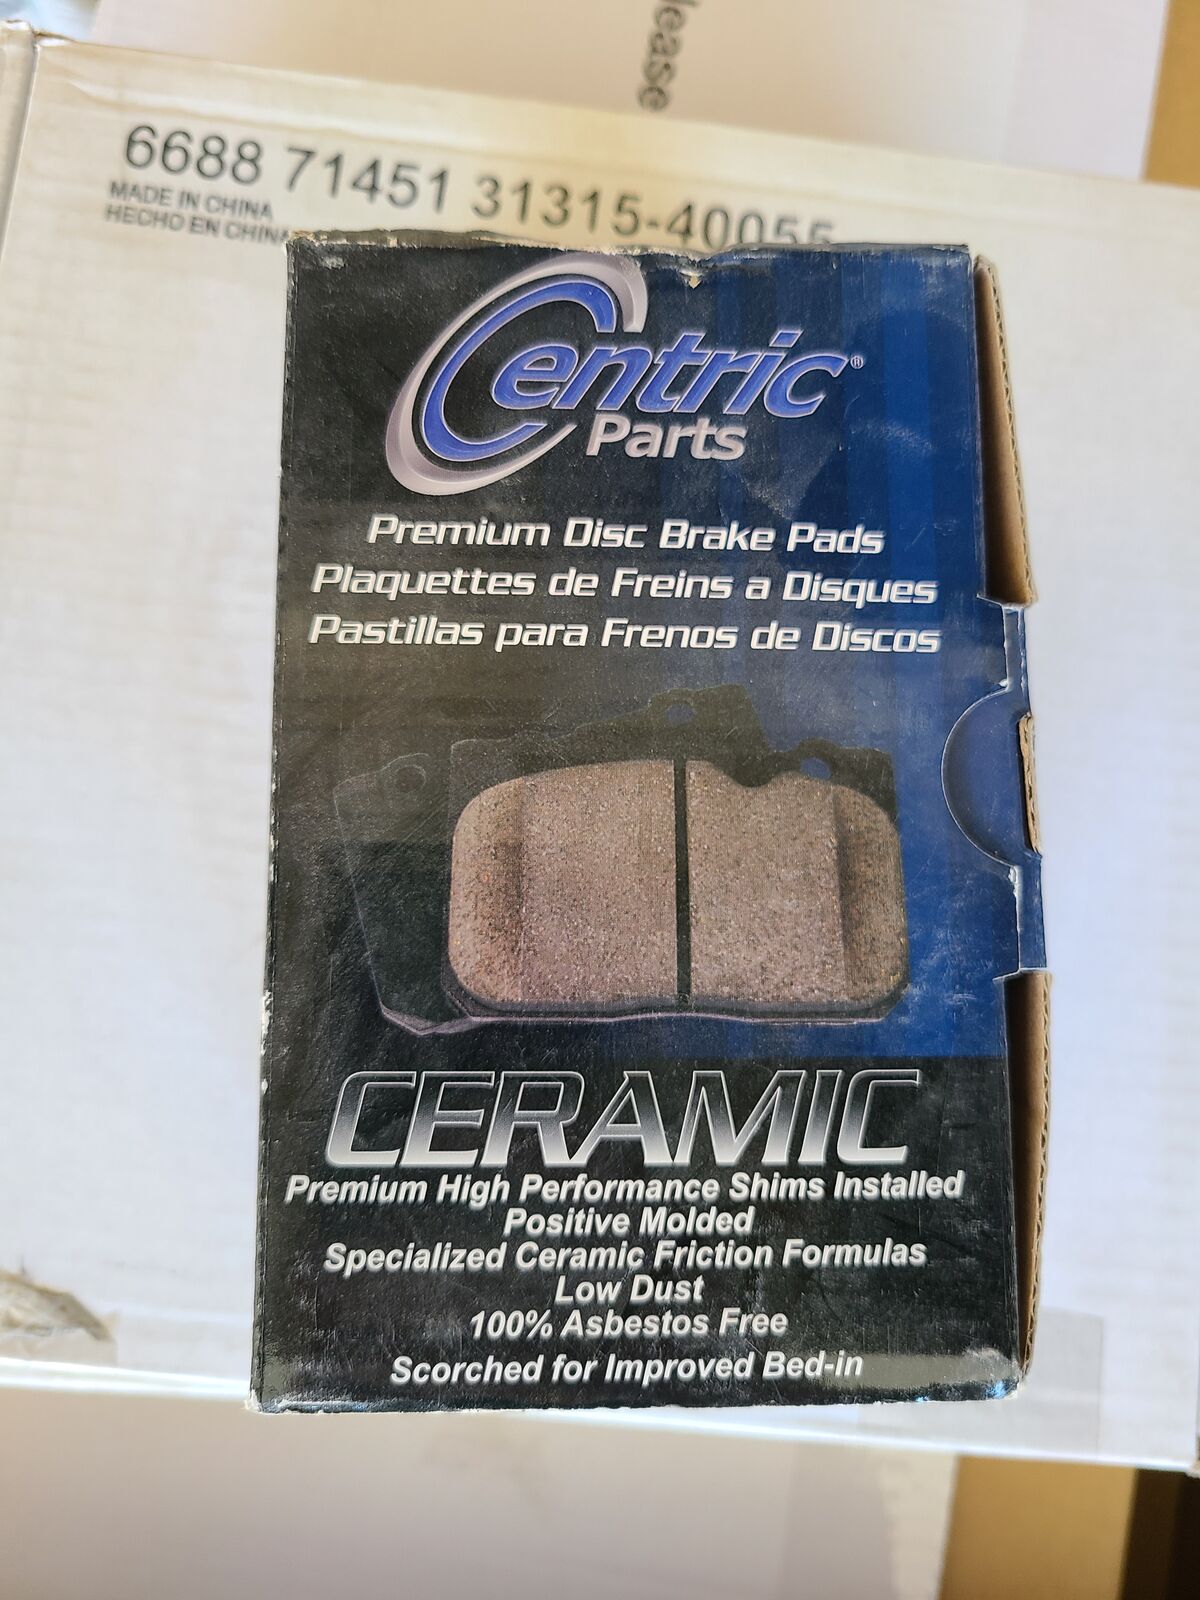 lease
6688 71451 31315-40055
MADE IN CHINA
HECHO EN CHINA
Centric®
Parts
Premium Disc Brake Pads
Plaquettes de Freins a Disques
Pastillas para Frenos de Discos
CERAMIC
Premium High Performance Shims Installed
Positive Molded
Specialized Ceramic Friction Formulas
Low Dust
100% Asbestos Free
Scorched for Improved Bed-in